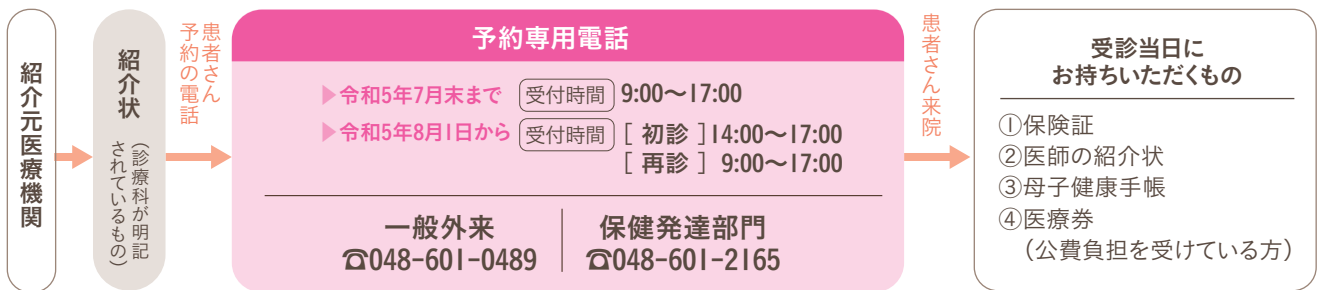 紹介元医療機関
紹介状
(診療科が明記
されているもの)
患者さん
予約の電話
予約専用電話
▶令和5年7月末まで 受付時間 9:00〜17:00
▶令和5年8月1日から 受付時間 [ 初診 ]14:00〜17:00
[ 再診 ] 9:00〜17:00
一般外来
☎048-601-0489
保健発達部門
☎048-601-2165
患者さん来院
受診当日に
お持ちいただくもの
①保険証
②医師の紹介状
③母子健康手帳
④医療券
(公費負担を受けている方)